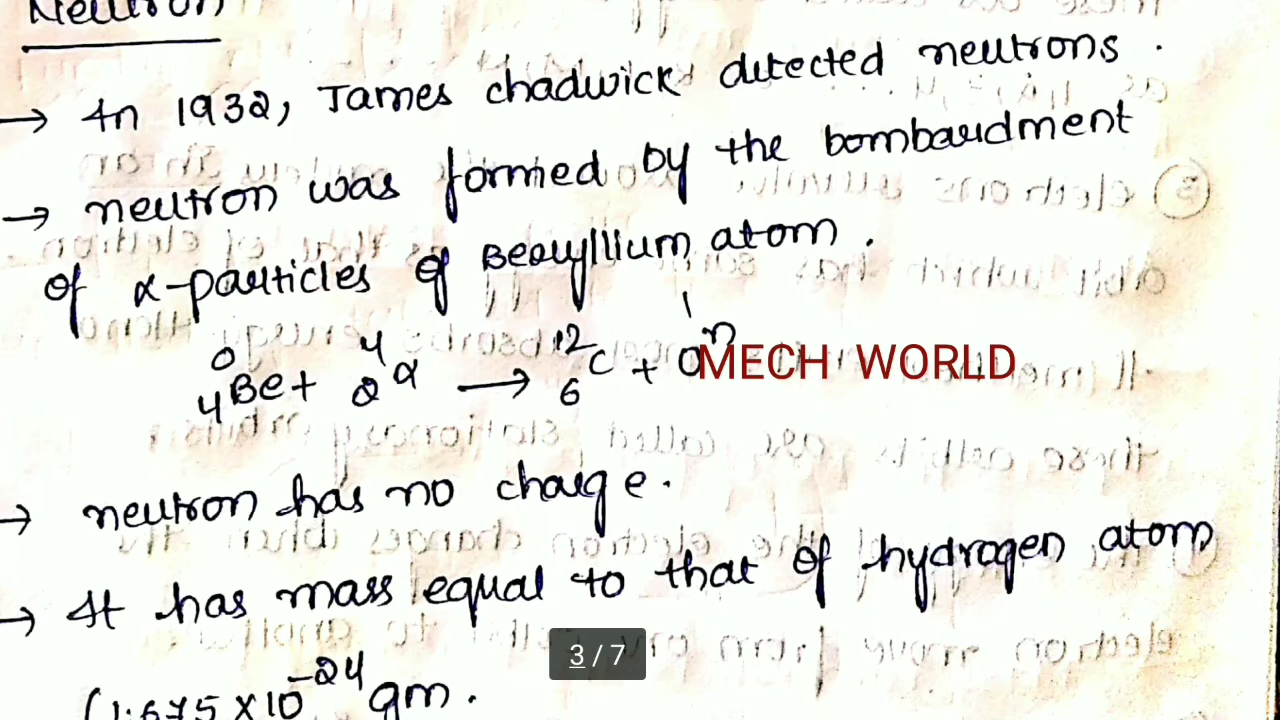 Neutron
→ In 1932, James chadwick detected neutrons.
→ neutron was formed by the bombardment
of α-particles of Beryllium atom.
⁰₄Be + ⁴₂α → ¹²₆C + ¹₀n
MECH WORLD
→ neutron has no charge.
→ It has mass equal to that of hydrogen atom
(1.675 × 10⁻²⁴ gm.
3 / 7